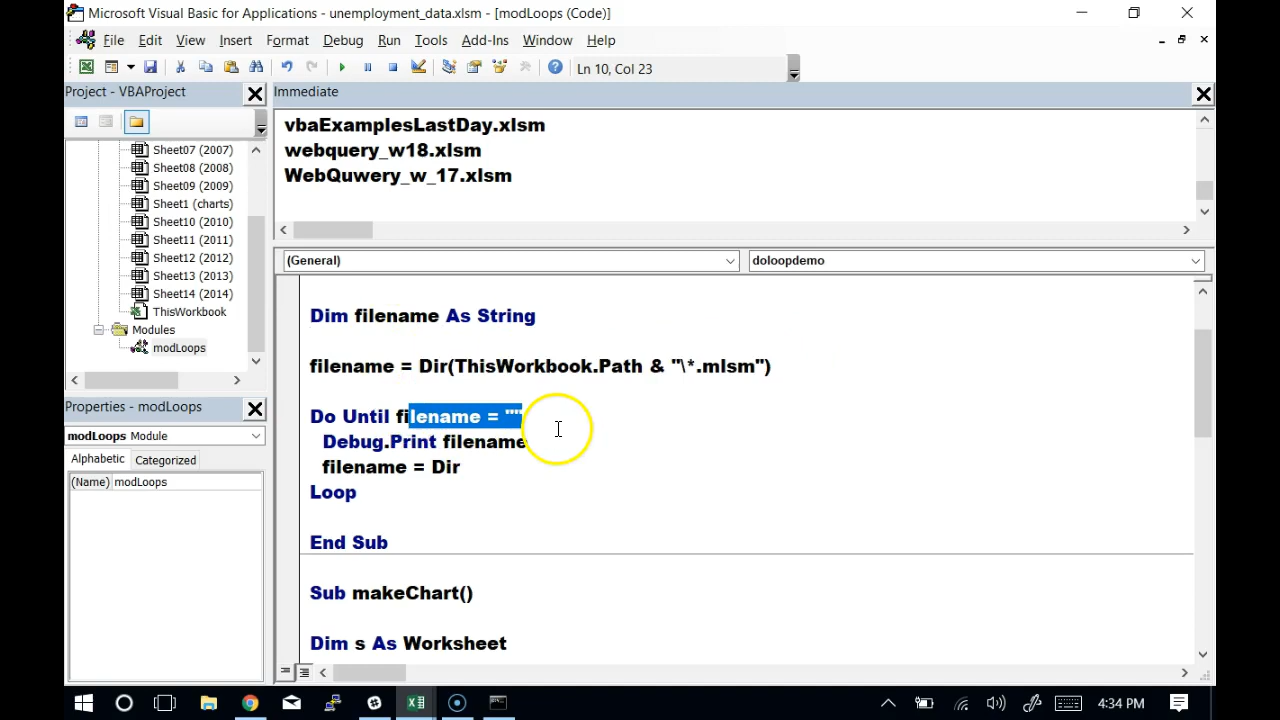 Microsoft Visual Basic for Applications - unemployment_data.xlsm - [modLoops (Code)]
File Edit View Insert Format Debug Run Tools Add-Ins Window Help
Ln 10, Col 23
Project - VBAProject
Sheet07 (2007)
Sheet08 (2008)
Sheet09 (2009)
Sheet1 (charts)
Sheet10 (2010)
Sheet11 (2011)
Sheet12 (2012)
Sheet13 (2013)
Sheet14 (2014)
ThisWorkbook
Modules
modLoops
Properties - modLoops
modLoops Module
Alphabetic Categorized
(Name) modLoops
Immediate
vbaExamplesLastDay.xlsm
webquery_w18.xlsm
WebQuwery_w_17.xlsm
(General) doloopdemo
Dim filename As String
filename = Dir(ThisWorkbook.Path & "\*.mlsm")
Do Until filename = ""
Debug.Print filename
filename = Dir
Loop
End Sub
Sub makeChart()
Dim s As Worksheet
4:34 PM